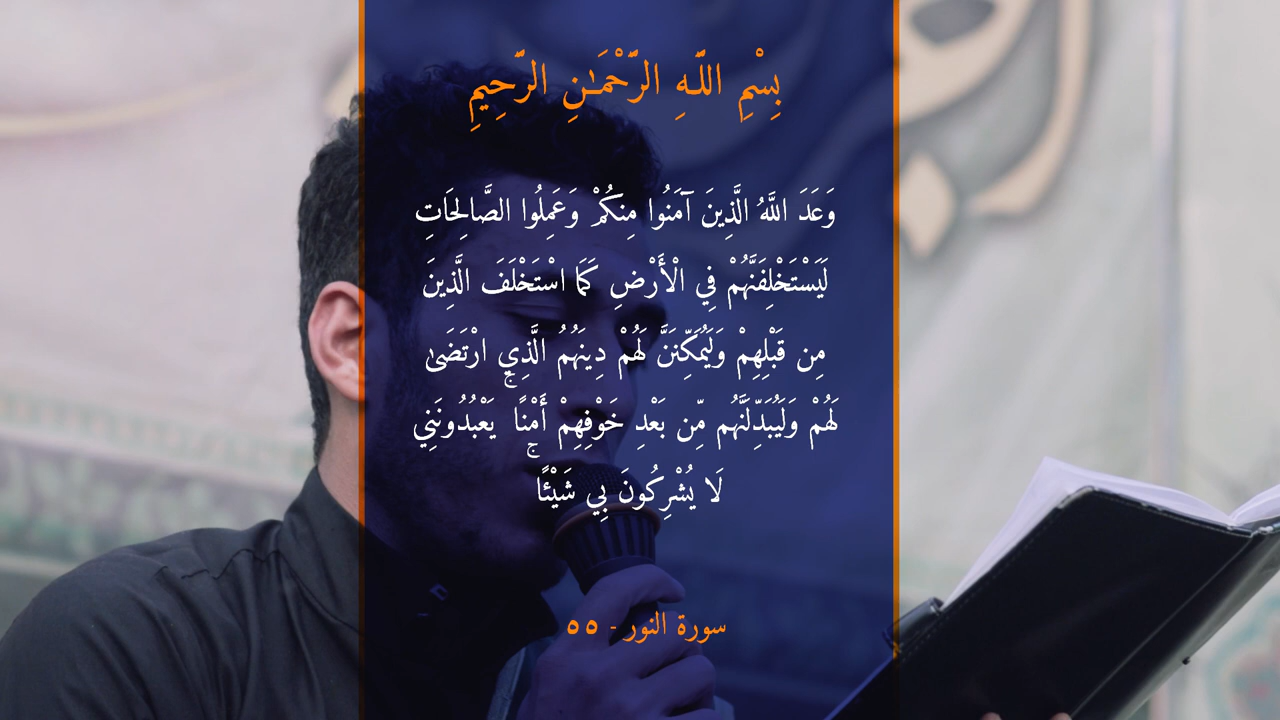 بِسْمِ اللَّهِ الرَّحْمَٰنِ الرَّحِيمِ
وَعَدَ اللَّهُ الَّذِينَ آمَنُوا مِنكُمْ وَعَمِلُوا الصَّالِحَاتِ
لَيَسْتَخْلِفَنَّهُمْ فِي الْأَرْضِ كَمَا اسْتَخْلَفَ الَّذِينَ
مِن قَبْلِهِمْ وَلَيُمَكِّنَنَّ لَهُمْ دِينَهُمُ الَّذِي ارْتَضَىٰ
لَهُمْ وَلَيُبَدِّلَنَّهُم مِّن بَعْدِ خَوْفِهِمْ أَمْنًا ۚ يَعْبُدُونَنِي
لَا يُشْرِكُونَ بِي شَيْئًا ۚ
سورة النور - ٥٥